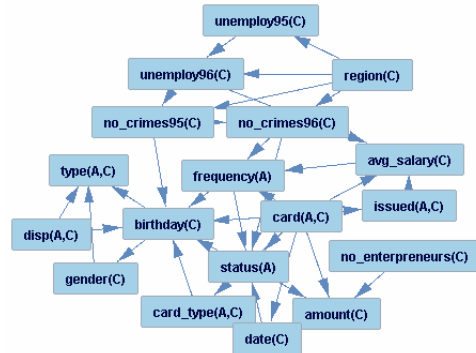 unemploy95(C)
unemploy96(C)
region(C)
no_crimes95(C)
no_crimes96(C)
type(A,C)
frequency(A)
avg_salary(C)
disp(A,C)
birthday(C)
card(A,C)
issued(A,C)
gender(C)
status(A)
no_enterpreneurs(C)
card_type(A,C)
amount(C)
date(C)